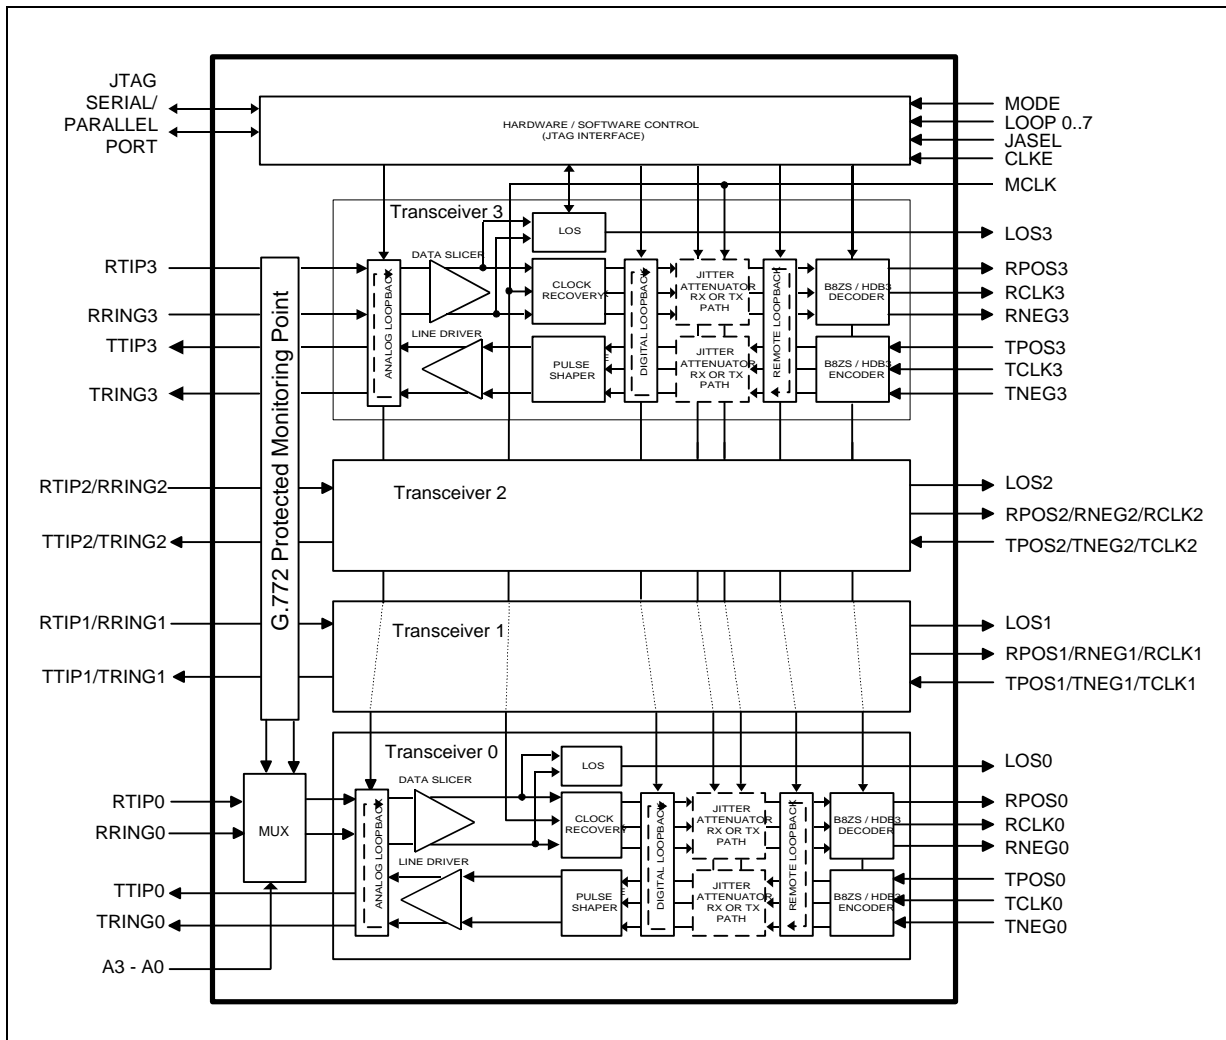 JTAG
SERIAL/
PARALLEL
PORT
HARDWARE / SOFTWARE CONTROL
(JTAG INTERFACE)
MODE
LOOP 0..7
JASEL
CLKE
MCLK
Transceiver 3
LOS
LOS3
RTIP3
RRING3
TTIP3
TRING3
G.772 Protected Monitoring Point
ANALOG LOOPBACK
DATA SLICER
LINE DRIVER
CLOCK
RECOVERY
PULSE
SHAPER
DIGITAL LOOPBACK
JITTER
ATTENUATOR
RX OR TX
PATH
JITTER
ATTENUATOR
RX OR TX
PATH
REMOTE LOOPBACK
B8ZS / HDB3
DECODER
B8ZS / HDB3
ENCODER
RPOS3
RCLK3
RNEG3
TPOS3
TCLK3
TNEG3
RTIP2/RRING2
TTIP2/TRING2
Transceiver 2
LOS2
RPOS2/RNEG2/RCLK2
TPOS2/TNEG2/TCLK2
RTIP1/RRING1
TTIP1/TRING1
Transceiver 1
LOS1
RPOS1/RNEG1/RCLK1
TPOS1/TNEG1/TCLK1
Transceiver 0
LOS
LOS0
RTIP0
RRING0
TTIP0
TRING0
A3 - A0
MUX
ANALOG LOOPBACK
DATA SLICER
LINE DRIVER
CLOCK
RECOVERY
PULSE
SHAPER
DIGITAL LOOPBACK
JITTER
ATTENUATOR
RX OR TX
PATH
JITTER
ATTENUATOR
RX OR TX
PATH
REMOTE LOOPBACK
B8ZS / HDB3
DECODER
B8ZS / HDB3
ENCODER
RPOS0
RCLK0
RNEG0
TPOS0
TCLK0
TNEG0